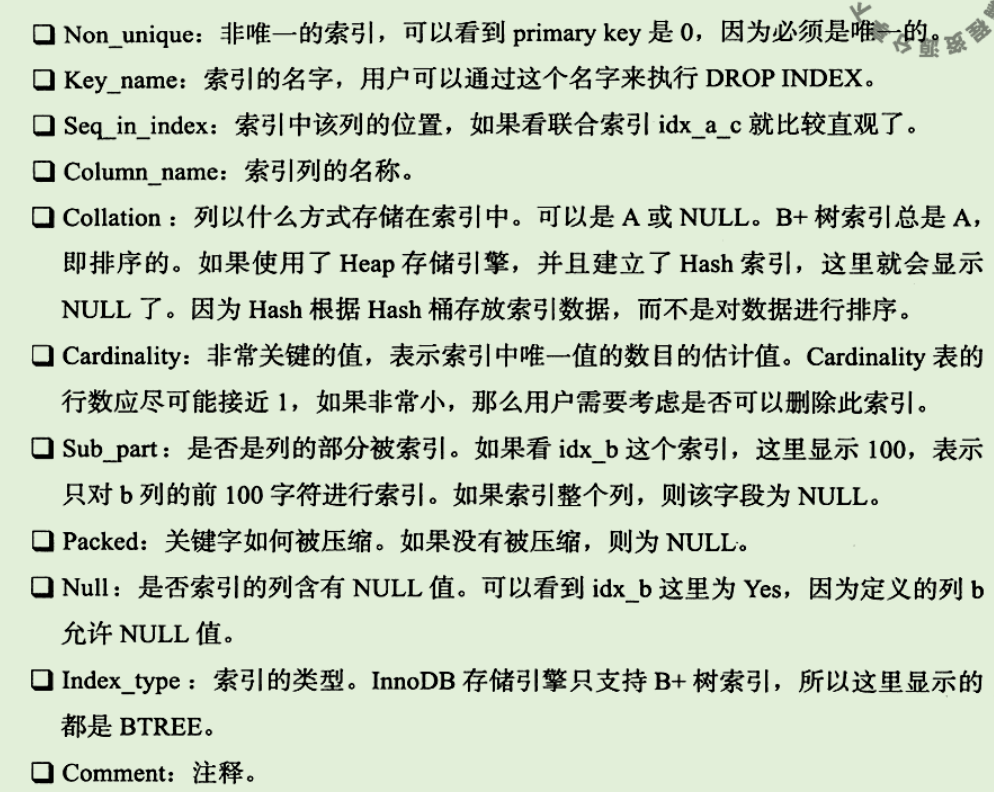 ❏ Non_unique：非唯一的索引，可以看到 primary key 是 0，因为必须是唯一的。
❏ Key_name：索引的名字，用户可以通过这个名字来执行 DROP INDEX。
❏ Seq_in_index：索引中该列的位置，如果看联合索引 idx_a_c 就比较直观了。
❏ Column_name：索引列的名称。
❏ Collation：列以什么方式存储在索引中。可以是 A 或 NULL。B+ 树索引总是 A，
即排序的。如果使用了 Heap 存储引擎，并且建立了 Hash 索引，这里就会显示
NULL 了。因为 Hash 根据 Hash 桶存放索引数据，而不是对数据进行排序。
❏ Cardinality：非常关键的值，表示索引中唯一值的数目的估计值。Cardinality 表的
行数应尽可能接近 1，如果非常小，那么用户需要考虑是否可以删除此索引。
❏ Sub_part：是否是列的部分被索引。如果看 idx_b 这个索引，这里显示 100，表示
只对 b 列的前 100 字符进行索引。如果索引整个列，则该字段为 NULL。
❏ Packed：关键字如何被压缩。如果没有被压缩，则为 NULL。
❏ Null：是否索引的列含有 NULL 值。可以看到 idx_b 这里为 Yes，因为定义的列 b
允许 NULL 值。
❏ Index_type：索引的类型。InnoDB 存储引擎只支持 B+ 树索引，所以这里显示的
都是 BTREE。
❏ Comment：注释。